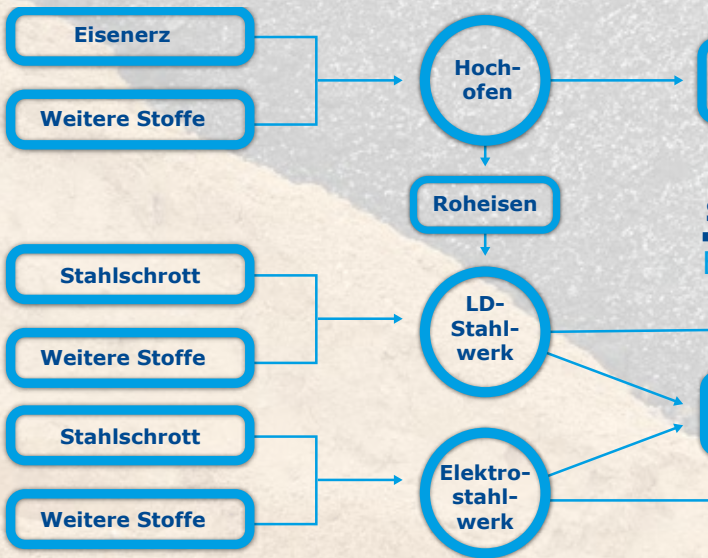 Eisenerz
Weitere Stoffe
Hoch-
ofen
Roheisen
Stahlschrott
Weitere Stoffe
LD-
Stahl-
werk
Stahlschrott
Weitere Stoffe
Elektro-
stahl-
werk